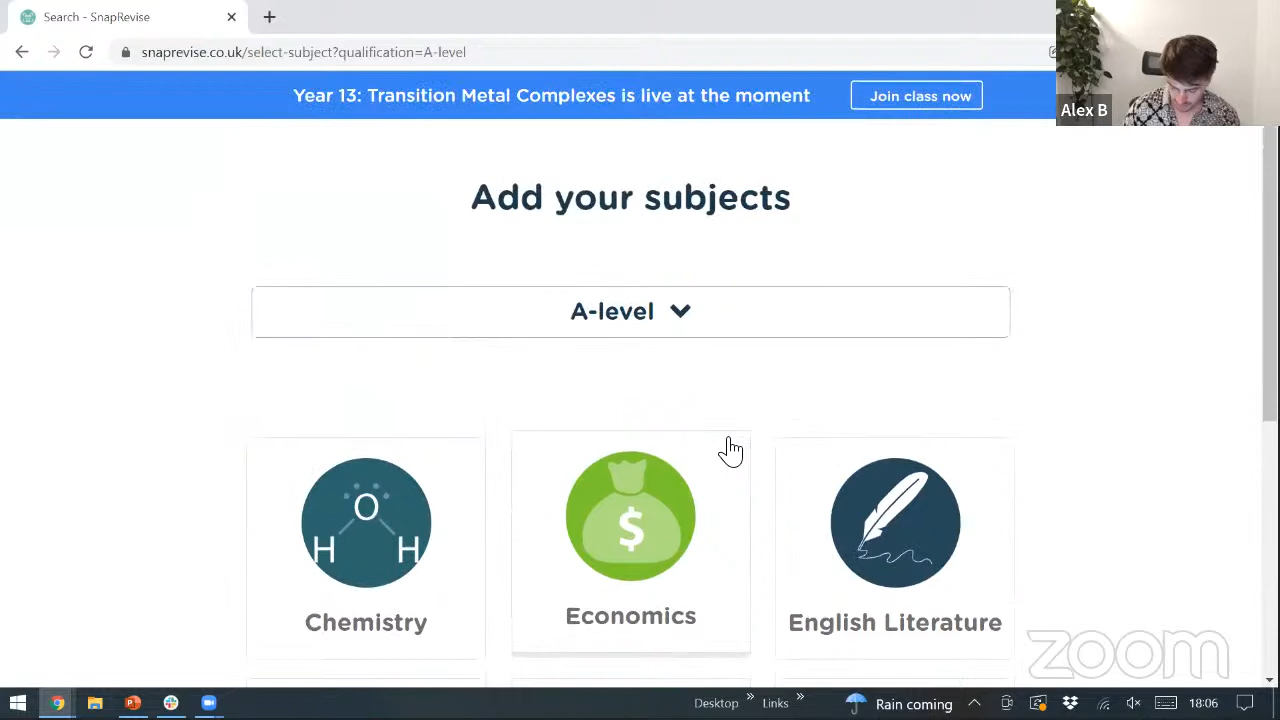 Search - SnapRevise
snaprevise.co.uk/select-subject?qualification=A-level
Year 13: Transition Metal Complexes is live at the moment
Join class now
Alex B
Add your subjects
A-level
O
H H
$
Chemistry
Economics
English Literature
zoom
Desktop
Links
Rain coming
18:06